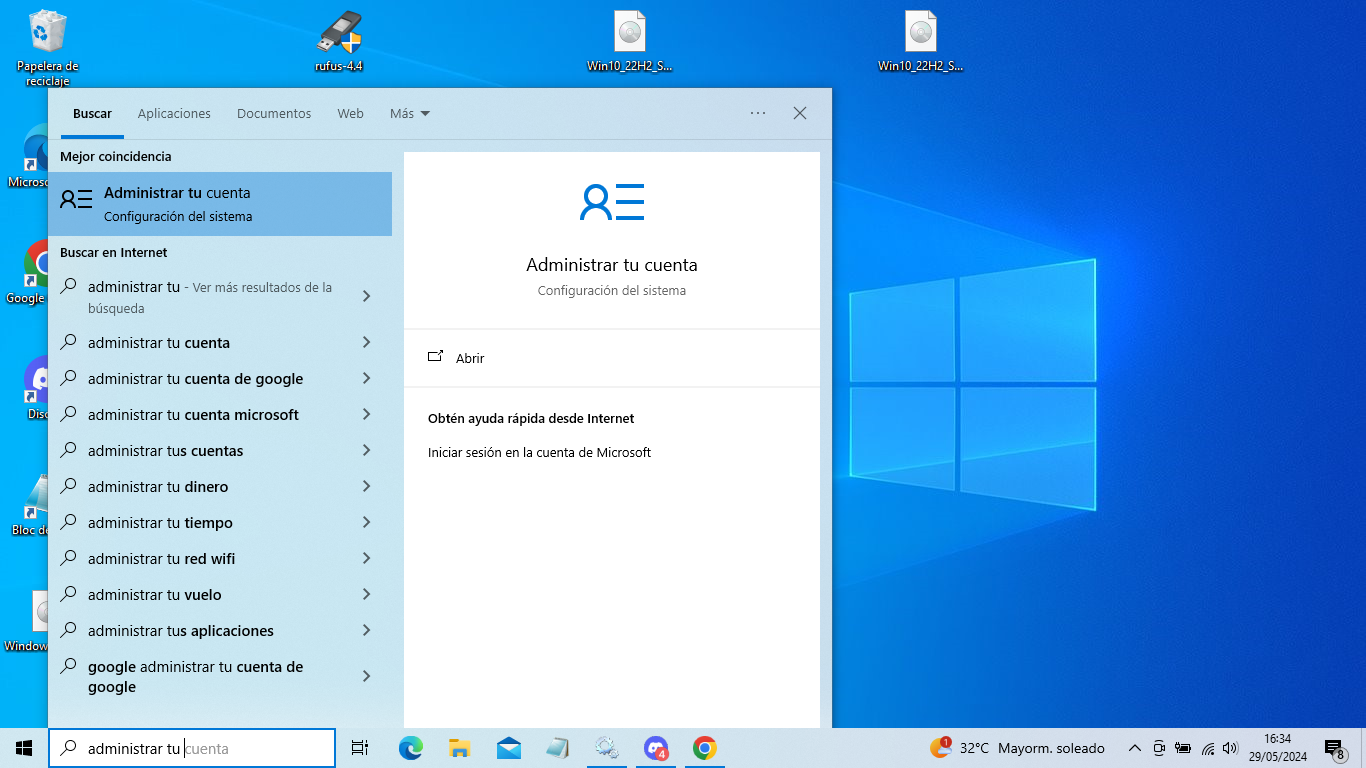 Papelera de
reciclaje
rufus-4.4
Win10_22H2_S...
Win10_22H2_S...
Buscar
Aplicaciones
Documentos
Web
Más
Mejor coincidencia
Administrar tu cuenta
Configuración del sistema
Buscar en Internet
administrar tu - Ver más resultados de la
búsqueda
administrar tu cuenta
administrar tu cuenta de google
administrar tu cuenta microsoft
administrar tus cuentas
administrar tu dinero
administrar tu tiempo
administrar tu red wifi
administrar tu vuelo
administrar tus aplicaciones
google administrar tu cuenta de
google
Administrar tu cuenta
Configuración del sistema
Abrir
Obtén ayuda rápida desde Internet
Iniciar sesión en la cuenta de Microsoft
Micros
Google
Disc
Bloc de
Window
administrar tu cuenta
4
1
32°C Mayorm. soleado
16:34
29/05/2024
8